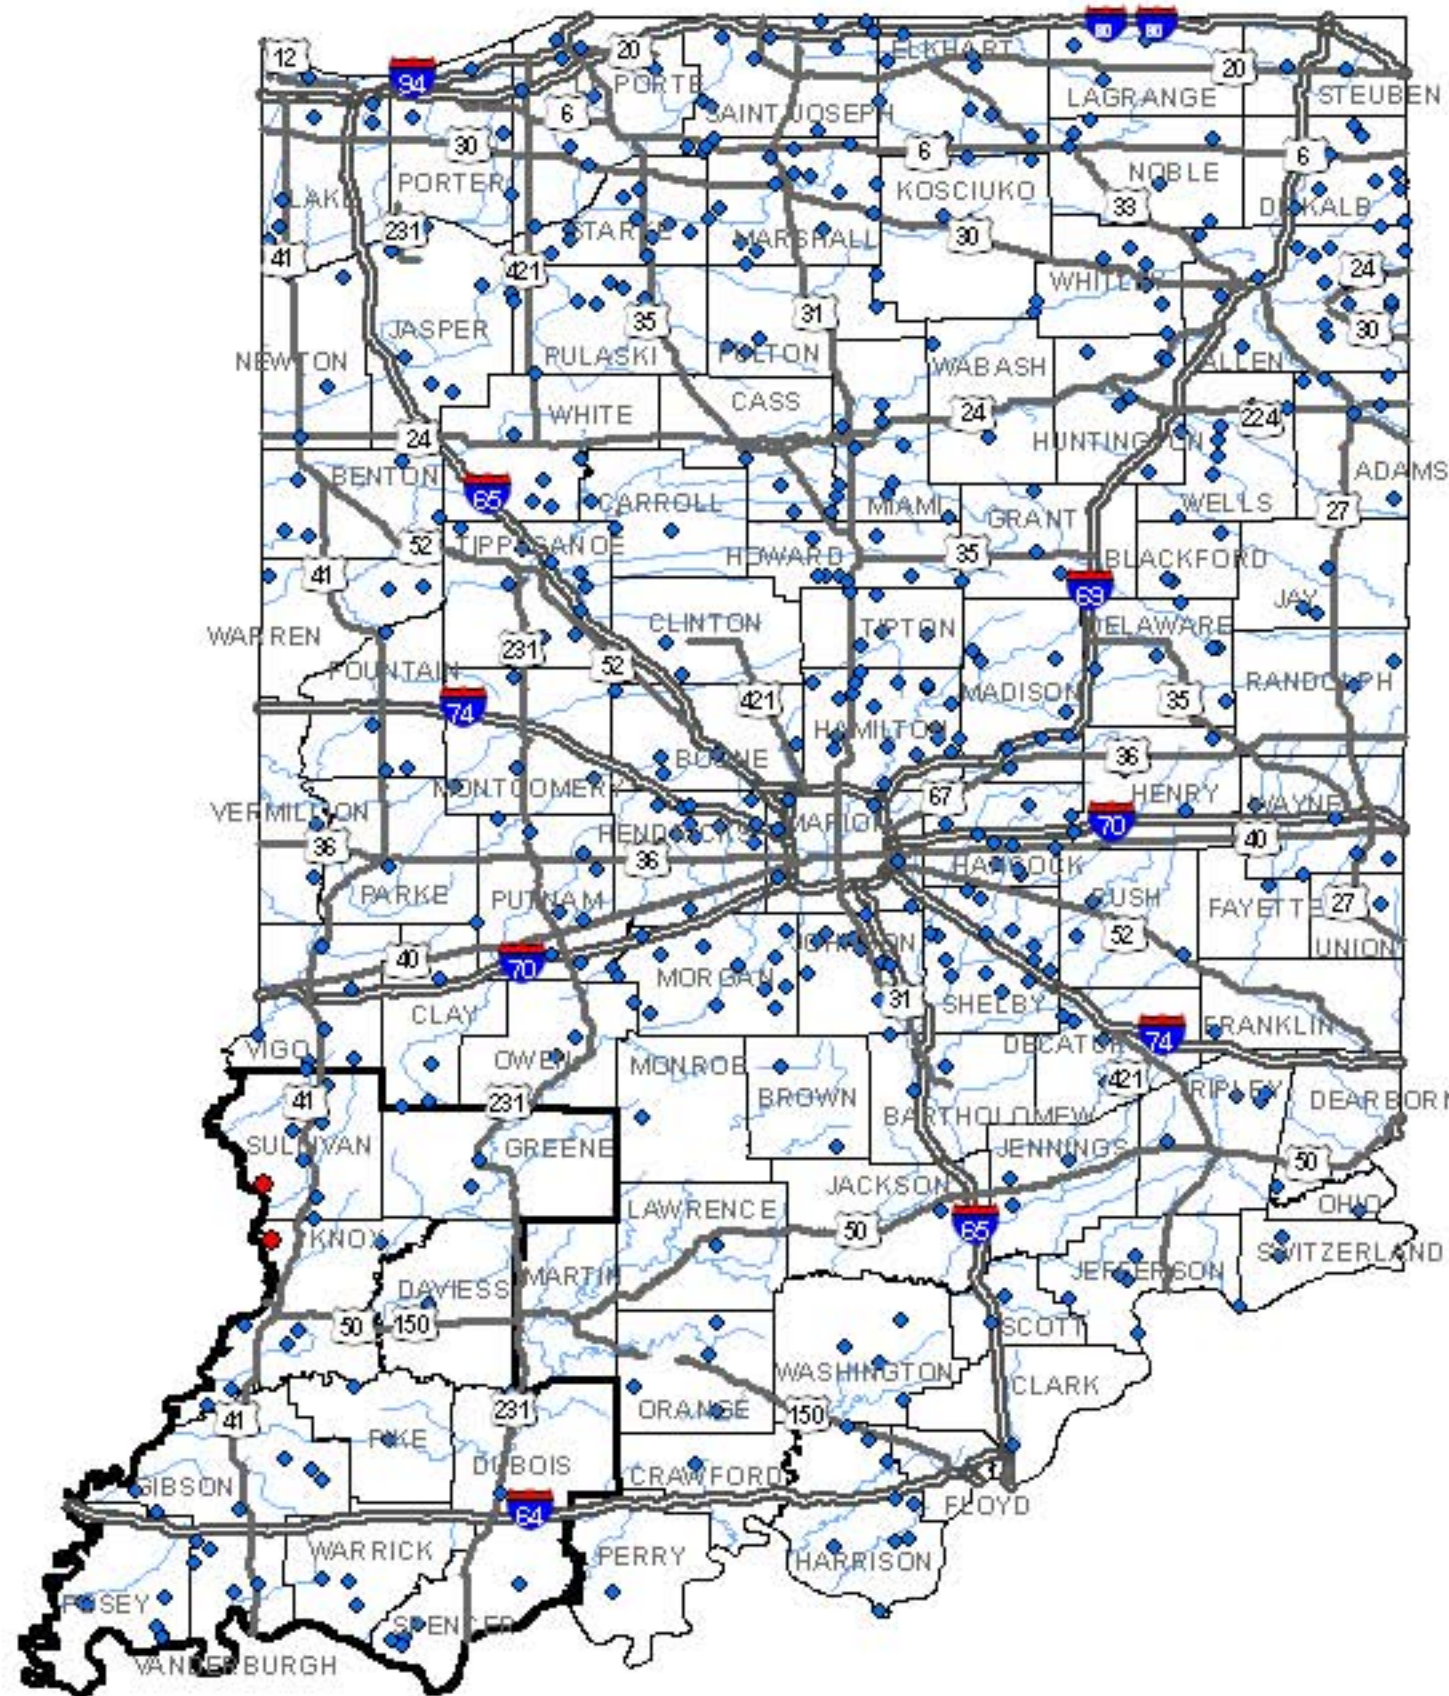 12
20
80
80
ELKHART
94
LAPORTE
20
LAGRANGE
STEUBEN
6
SAINT JOSEPH
30
6
6
NOBLE
PORTER
KOSCIUKO
LAKE
33
DEKALB
231
STARKE
MARSHALL
30
41
421
24
WHITLEY
31
35
30
JASPER
NEWTON
PULASKI
FULTON
WABASH
ALLEN
CASS
WHITE
24
224
24
HUNTINGTON
BENTON
ADAMS
65
CARROLL
MIAMI
WELLS
GRANT
27
52
TIPPECANOE
HOWARD
35
BLACKFORD
41
69
JAY
CLINTON
TIPTON
DELAWARE
WARREN
231
52
FOUNTAIN
RANDOLPH
MADISON
421
35
74
HAMILTON
BOONE
36
MONTGOMERY
67
HENRY
WAYNE
VERMILLION
70
MARION
HENDRICKS
36
40
36
HANCOCK
PARKE
PUTNAM
RUSH
FAYETTE
27
52
JOHNSON
UNION
40
70
MORGAN
31
SHELBY
CLAY
FRANKLIN
74
DECATUR
VIGO
OWEN
MONROE
421
RIPLEY
BROWN
41
231
DEARBORN
BARTHOLOMEW
SULLIVAN
GREENE
JENNINGS
50
JACKSON
OHIO
LAWRENCE
50
65
KNOX
SWITZERLAND
MARTIN
JEFFERSON
DAVIESS
50
150
SCOTT
WASHINGTON
CLARK
231
ORANGE
150
41
PIKE
DUBOIS
CRAWFORD
GIBSON
64
FLOYD
WARRICK
PERRY
HARRISON
POSEY
SPENCER
VANDERBURGH